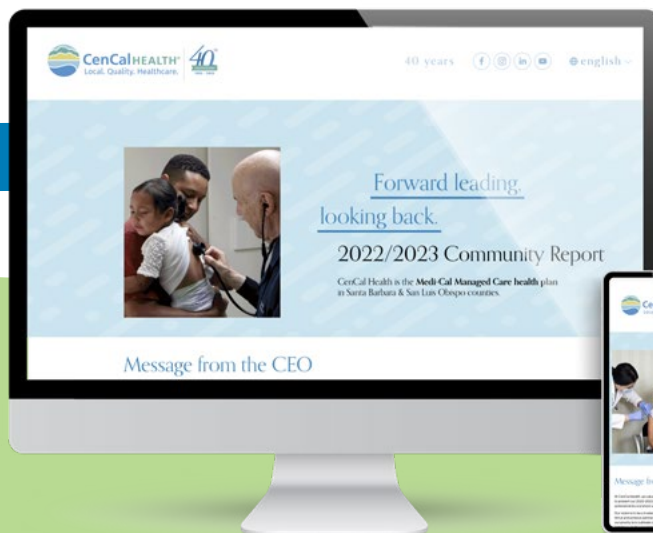 CenCal HEALTH®
Local. Quality. Healthcare.
40
40 years
english
Forward leading,
looking back.
2022/2023 Community Report
CenCal Health is the Medi-Cal Managed Care health plan
in Santa Barbara & San Luis Obispo counties.
Message from the CEO
Ce
Message fr